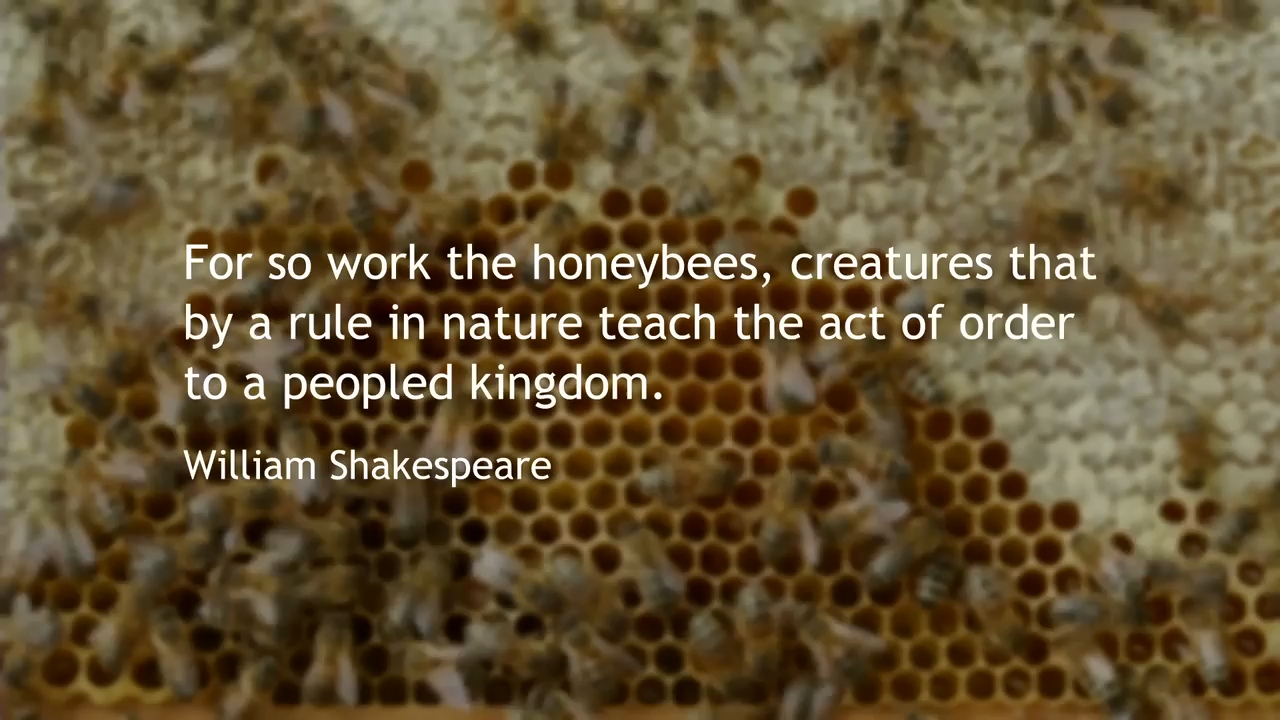 For so work the honeybees, creatures that
by a rule in nature teach the act of order
to a peopled kingdom.
William Shakespeare